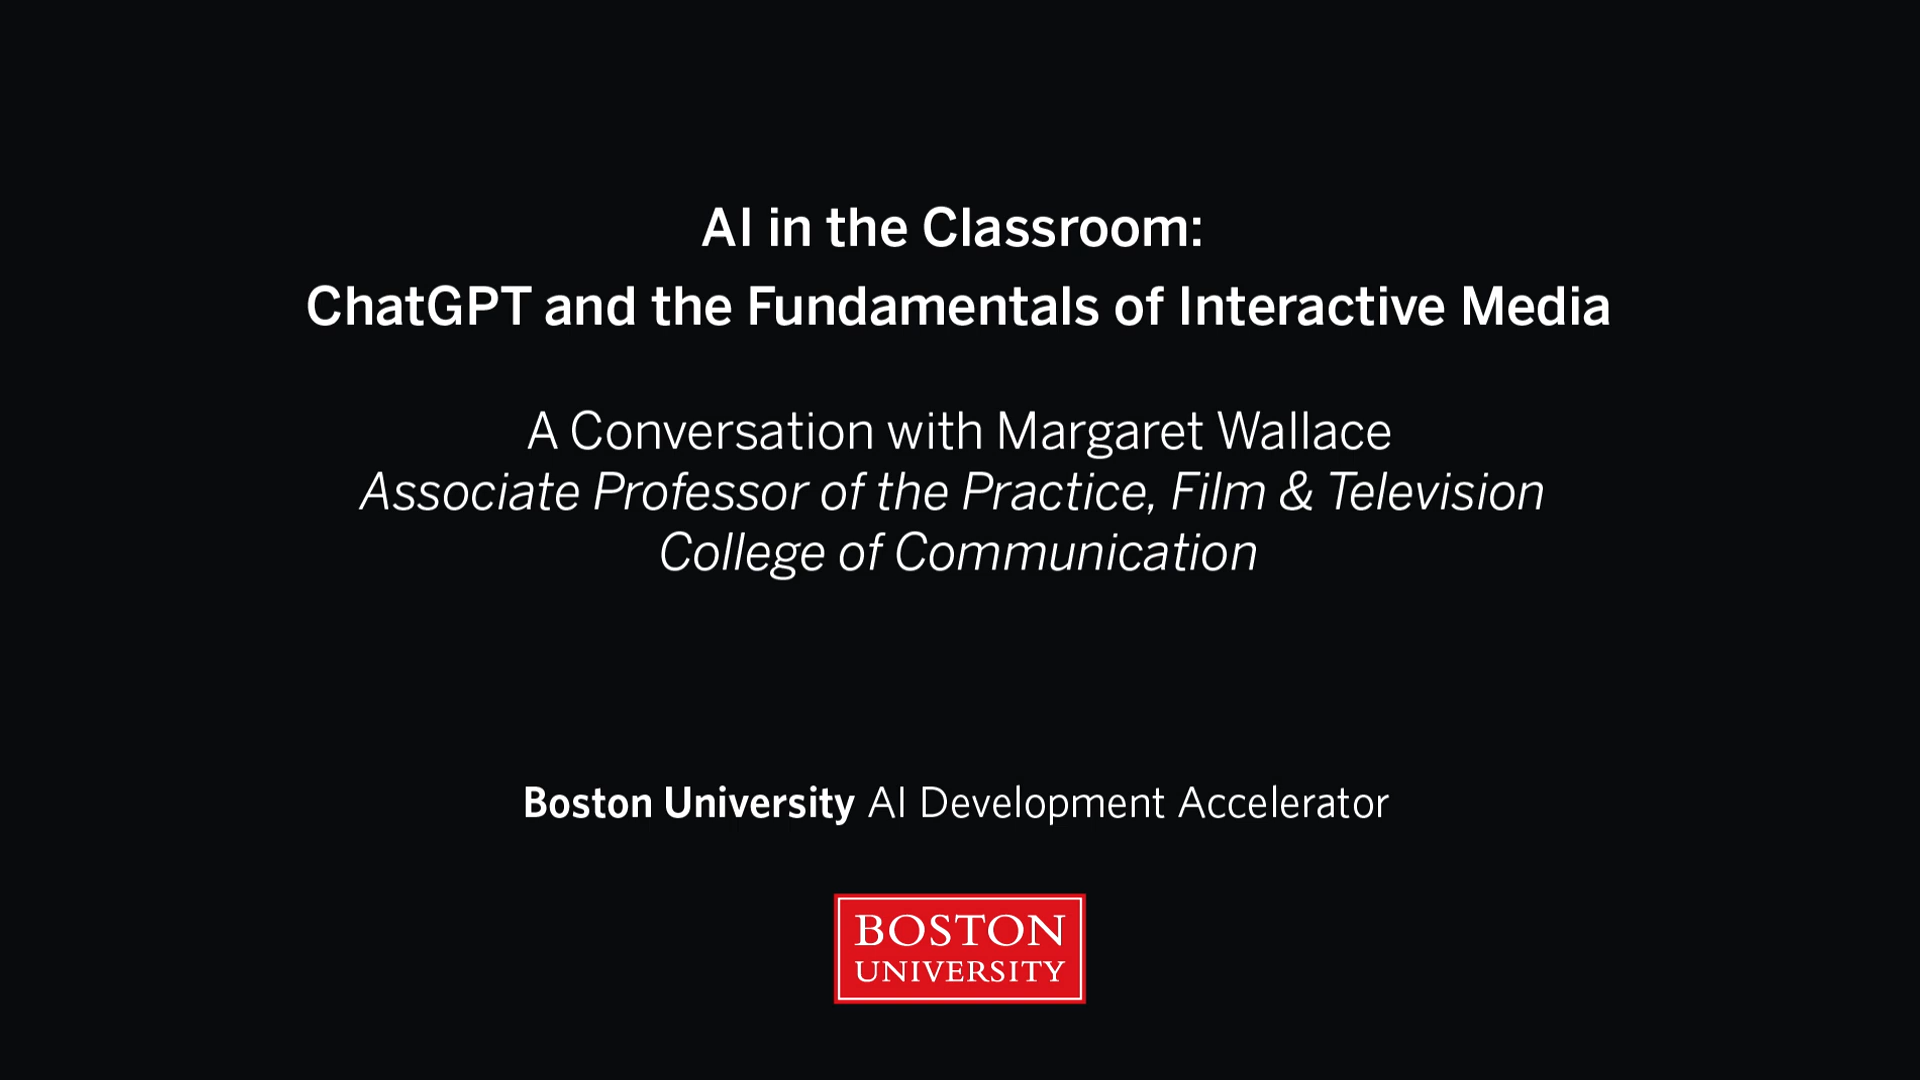 AI in the Classroom:
ChatGPT and the Fundamentals of Interactive Media
A Conversation with Margaret Wallace
Associate Professor of the Practice, Film & Television
College of Communication
Boston University AI Development Accelerator
BOSTON
UNIVERSITY